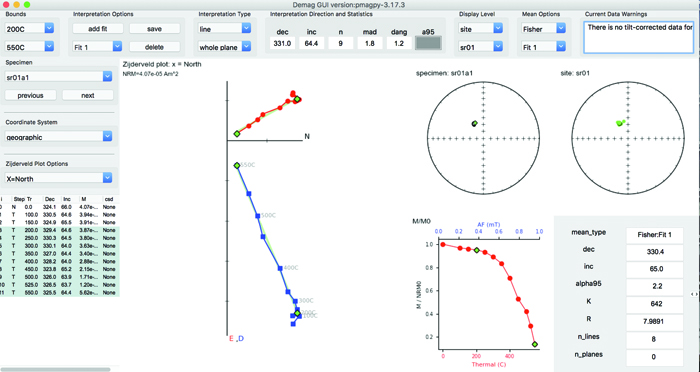 Demag GUI version:pmagpy-3.17.3
Bounds
Interpretation Options
Interpretation Type
Interpretation Direction and Statistics
Display Level
Mean Options
Current Data Warnings
200C
add fit
save
line
dec
inc
n
mad
dang
a95
site
Fisher
There is no tilt-corrected data for
550C
Fit 1
delete
whole plane
331.0
64.4
9
1.8
1.2
sr01
Fit 1
Specimen
sr01a1
previous
next
Coordinate System
geographic
Zijderveld Plot Options
X=North
Zijderveld plot: x = North
NRM=4.07e-05 Am^2
N
550C
500C
400C
300C
E ,D
specimen: sr01a1
site: sr01
i Step Tr Dec Inc M csd
0 N 0.0 324.1 66.0 4.07... None
1 T 100.0 330.5 64.6 3.94e-... None
2 T 150.0 324.9 65.5 3.91e-... None
3 T 200.0 329.4 64.6 3.87e-... None
4 T 250.0 330.9 64.5 3.80e-... None
5 T 300.0 330.1 64.5 3.63e-... None
6 T 350.0 327.0 64.4 3.40e-... None
7 T 400.0 328.2 64.0 2.88e-... None
8 T 450.0 323.8 65.2 2.15e-... None
9 T 500.0 326.0 63.9 1.71e-... None
10 T 525.0 326.5 63.7 1.20e-... None
11 T 550.0 325.5 64.4 5.62e-... None
M/M0
AF (mT)
0.0 0.2 0.4 0.6 0.8 1.0
M / NRM0
1.0
0.8
0.6
0.4
0.2
0 200 400
Thermal (C)
mean_type
Fisher:Fit 1
dec
330.4
inc
65.0
alpha95
2.2
K
642
R
7.9891
n_lines
8
n_planes
0